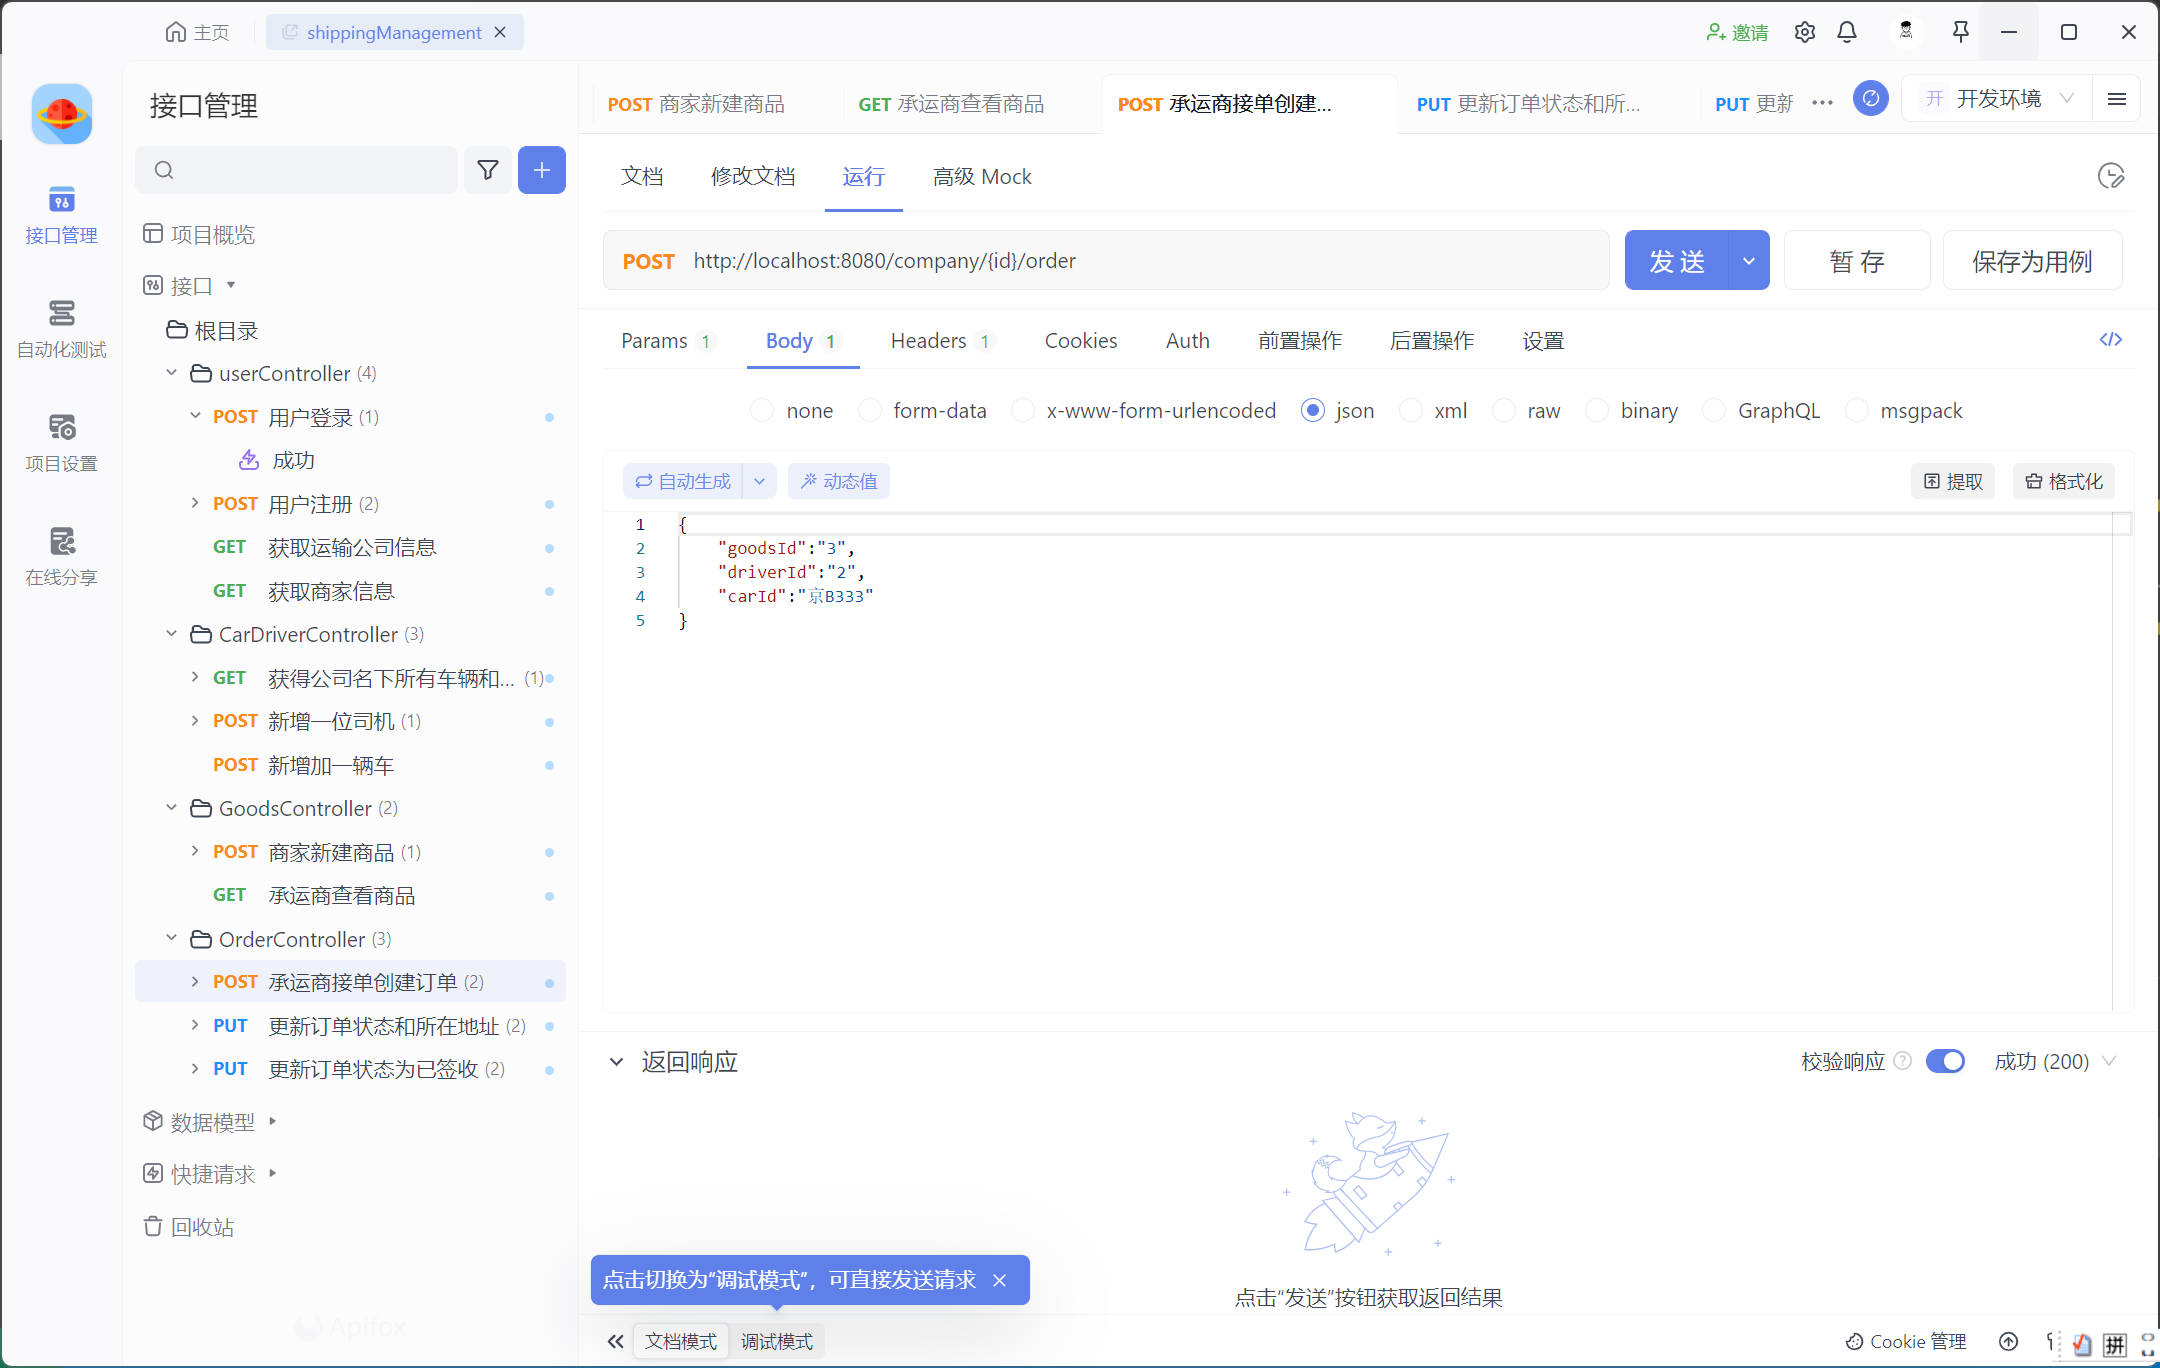 主页
shippingManagement
邀请
接口管理
自动化测试
项目设置
在线分享
接口管理
项目概览
接口
根目录
userController (4)
POST 用户登录 (1)
成功
POST 用户注册 (2)
GET 获取运输公司信息
GET 获取商家信息
CarDriverController (3)
GET 获得公司名下所有车辆和... (1)
POST 新增一位司机 (1)
POST 新增加一辆车
GoodsController (2)
POST 商家新建商品 (1)
GET 承运商查看商品
OrderController (3)
POST 承运商接单创建订单 (2)
PUT 更新订单状态和所在地址 (2)
PUT 更新订单状态为已签收 (2)
数据模型
快捷请求
回收站
Apifox
POST 商家新建商品
GET 承运商查看商品
POST 承运商接单创建...
PUT 更新订单状态和所...
PUT 更新
开 开发环境
文档 修改文档 运行 高级 Mock
POST http://localhost:8080/company/{id}/order
发送 暂存 保存为用例
Params 1 Body 1 Headers 1 Cookies Auth 前置操作 后置操作 设置
none form-data x-www-form-urlencoded json xml raw binary GraphQL msgpack
自动生成 动态值 提取 格式化
1 {
2 "goodsId":"3",
3 "driverId":"2",
4 "carId":"京B333"
5 }
返回响应 校验响应 成功 (200)
点击“发送”按钮获取返回结果
点击切换为“调试模式”，可直接发送请求
文档模式 调试模式
Cookie 管理
拼